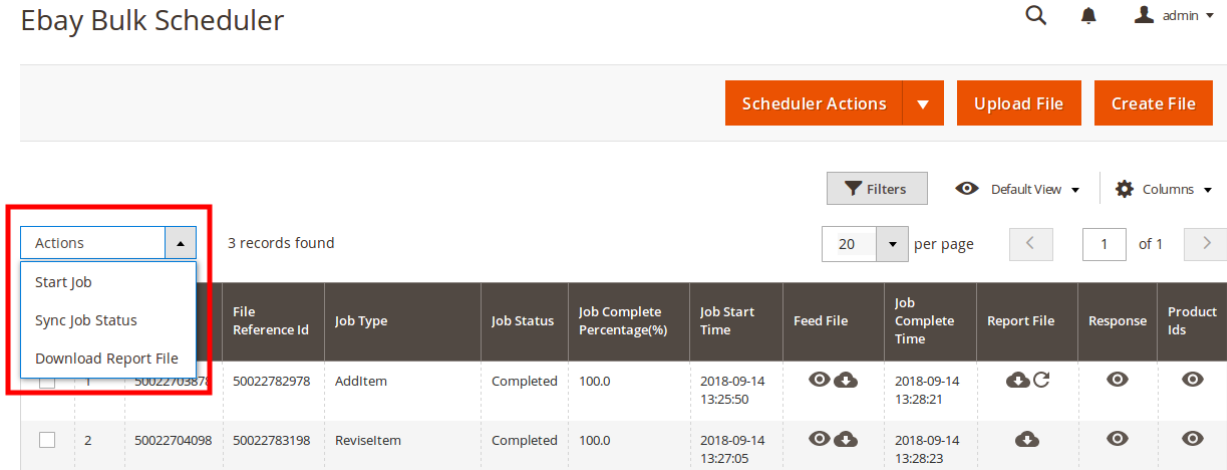 Ebay Bulk Scheduler
admin
Scheduler Actions
Upload File
Create File
Filters
Default View
Columns
Actions
3 records found
20
per page
1
of 1
Start Job
Sync Job Status
Download Report File
File
Reference Id
Job Type
Job Status
Job Complete
Percentage(%)
Job Start
Time
Feed File
Job
Complete
Time
Report File
Response
Product
Ids
1
50022703878
50022782978
AddItem
Completed
100.0
2018-09-14
13:25:50
2018-09-14
13:28:21
2
50022704098
50022783198
ReviseItem
Completed
100.0
2018-09-14
13:27:05
2018-09-14
13:28:23